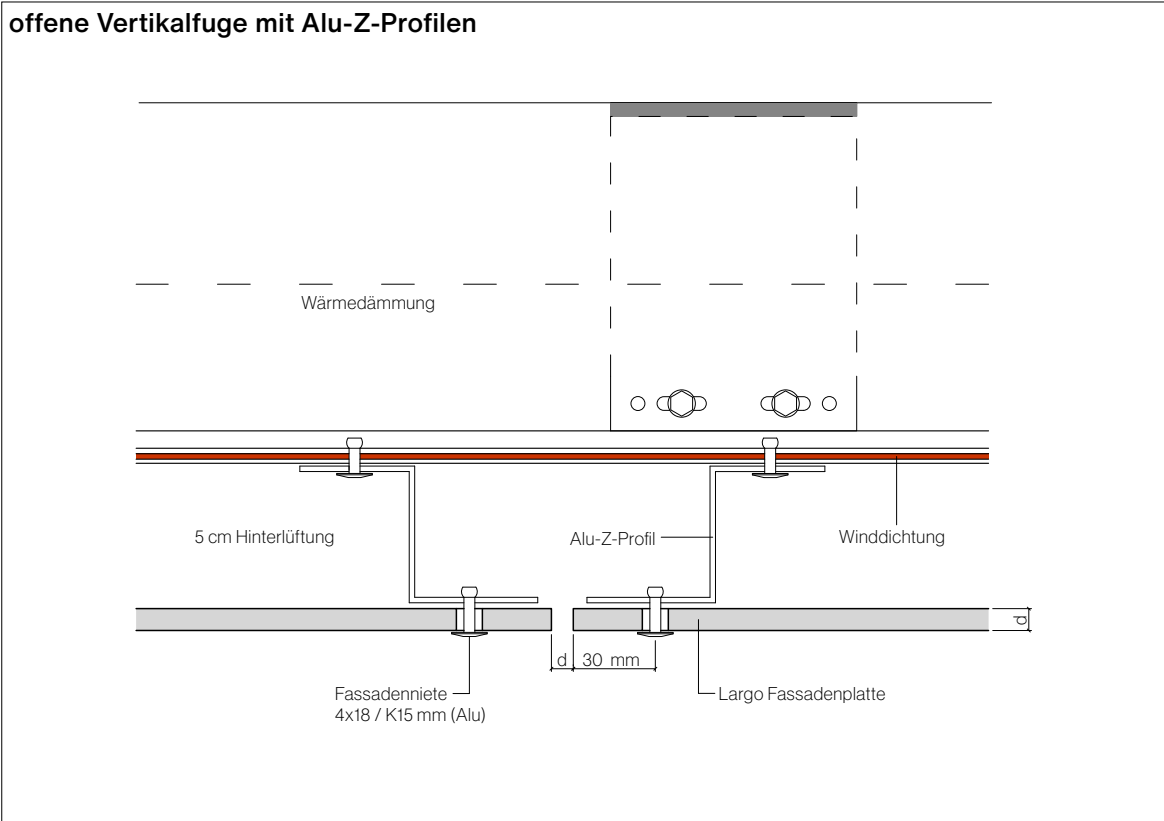 offene Vertikalfuge mit Alu-Z-Profilen
Wärmedämmung
5 cm Hinterlüftung
Alu-Z-Profil
Winddichtung
d
d 30 mm
Fassadenniete
4x18 / K15 mm (Alu)
Largo Fassadenplatte